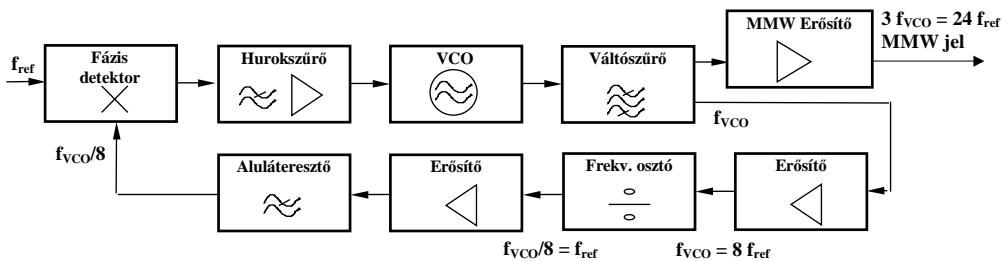 MMW Erősítő
3 f_VCO = 24 f_ref
MMW jel
f_ref
Fázis
detektor
Hurokszűrő
VCO
Váltószűrő
f_VCO
f_VCO/8
Aluláteresztő
Erősítő
Frekv. osztó
Erősítő
f_VCO/8 = f_ref
f_VCO = 8 f_ref